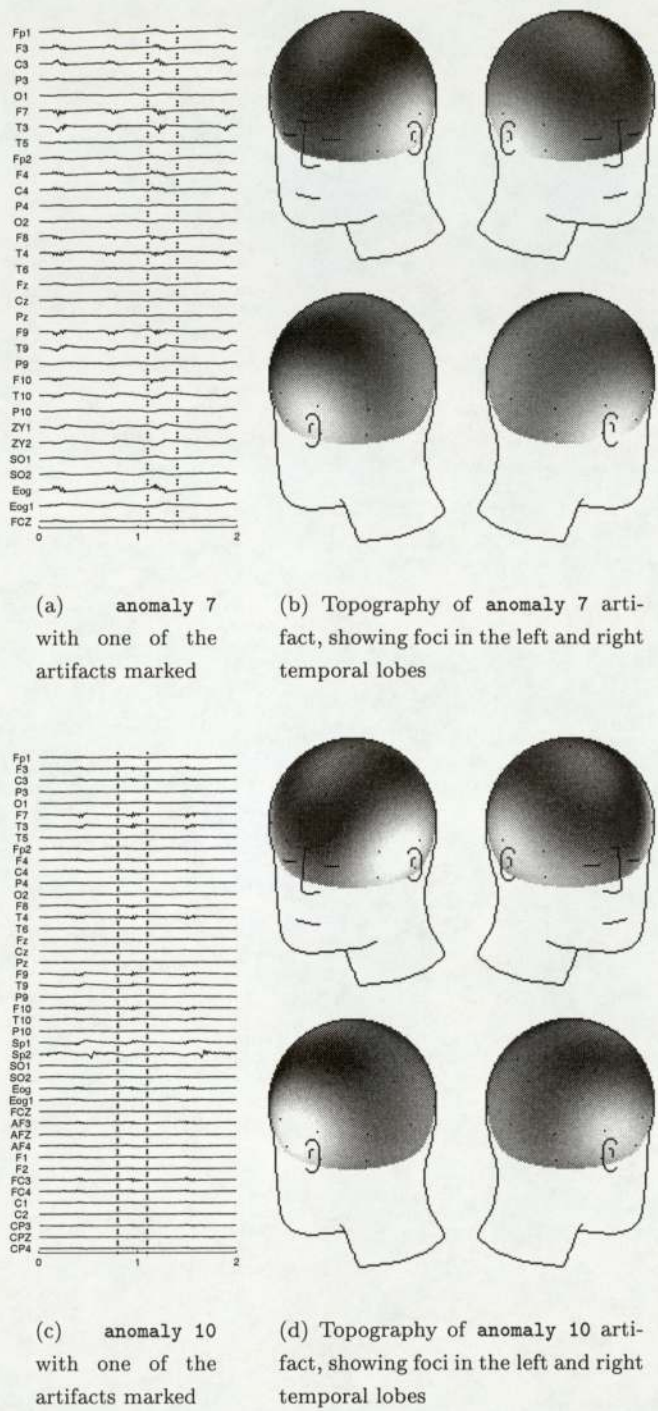 Fp1
F3
C3
P3
O1
F7
T3
T5
Fp2
F4
C4
P4
O2
F8
T4
T6
Fz
Cz
Pz
F9
T9
P9
F10
T10
P10
ZY1
ZY2
SO1
SO2
Eog
Eog1
FCZ
0 1 2
(a) anomaly 7
with one of the
artifacts marked
(b) Topography of anomaly 7 arti-
fact, showing foci in the left and right
temporal lobes
Fp1
F3
C3
P3
O1
F7
T3
T5
Fp2
F4
C4
P4
O2
F8
T4
T6
Fz
Cz
Pz
F9
T9
P9
F10
T10
P10
Sp1
Sp2
SO1
SO2
Eog
Eog1
FCZ
AF3
AFZ
AF4
F1
F2
FC3
FC4
C1
C2
CP3
CPZ
CP4
0 1 2
(c) anomaly 10
with one of the
artifacts marked
(d) Topography of anomaly 10 arti-
fact, showing foci in the left and right
temporal lobes